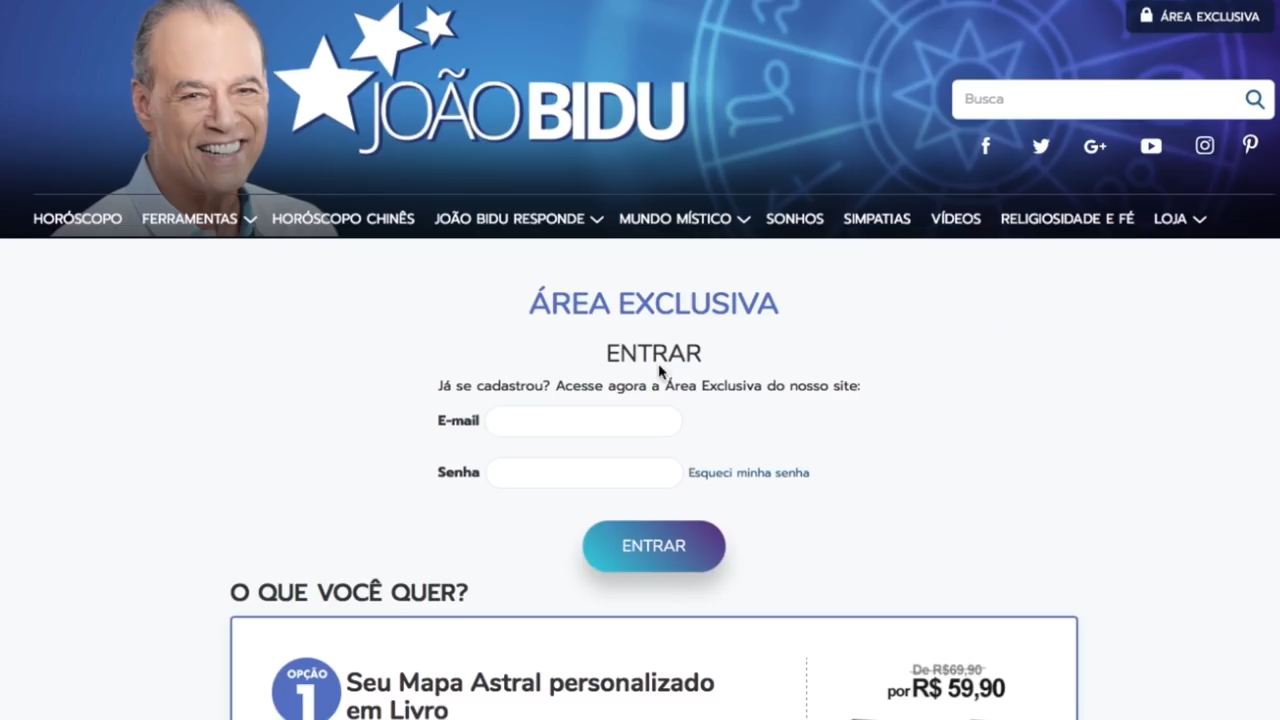 ÁREA EXCLUSIVA
JOÃO BIDU
Busca
HORÓSCOPO FERRAMENTAS HORÓSCOPO CHINÊS JOÃO BIDU RESPONDE MUNDO MÍSTICO SONHOS SIMPATIAS VÍDEOS RELIGIOSIDADE E FÉ LOJA
ÁREA EXCLUSIVA
ENTRAR
Já se cadastrou? Acesse agora a Área Exclusiva do nosso site:
E-mail
Senha Esqueci minha senha
ENTRAR
O QUE VOCÊ QUER?
OPÇÃO
1
Seu Mapa Astral personalizado
em Livro
De R$69,90
por R$ 59,90